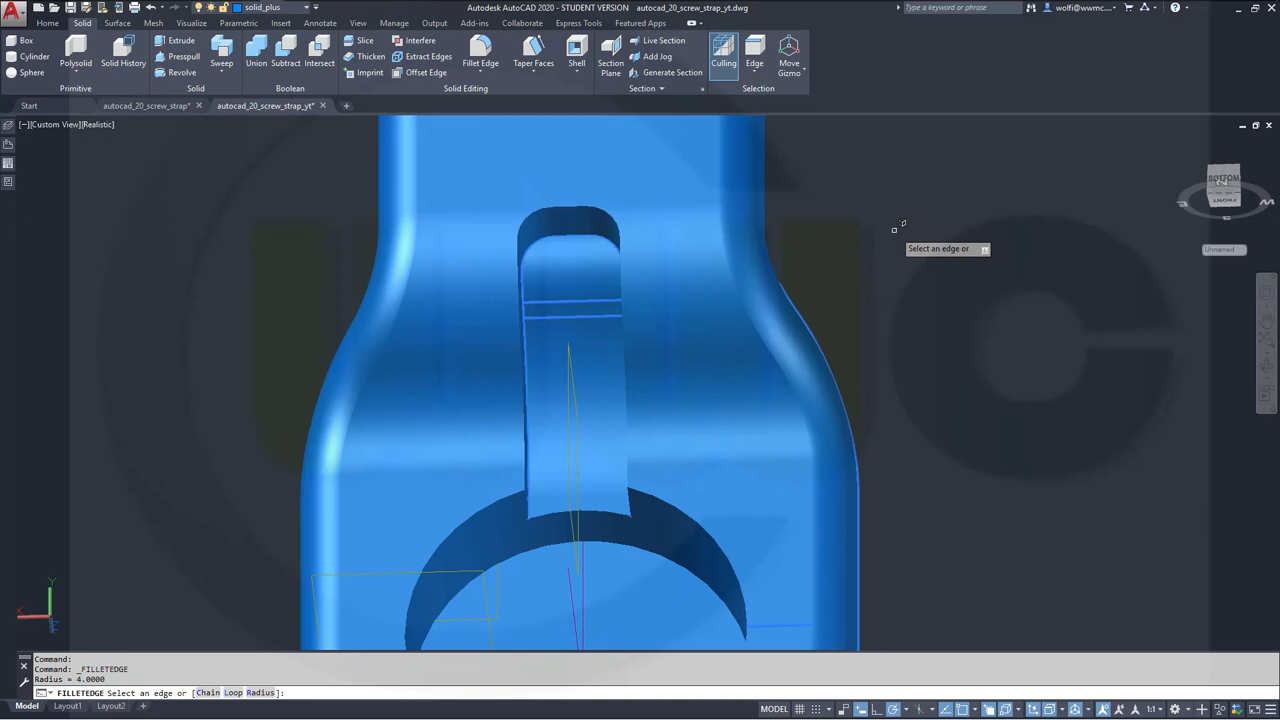 Autodesk AutoCAD 2020 - STUDENT VERSION autocad_20_screw_strap_yt.dwg
solid_plus
Type a keyword or phrase
wolfi@wwmc...
Home Solid Surface Mesh Visualize Parametric Insert Annotate View Manage Output Add-ins Collaborate Express Tools Featured Apps
Box
Cylinder
Sphere
Polysolid
Solid History
Extrude
Presspull
Revolve
Sweep
Union
Subtract
Intersect
Slice
Thicken
Imprint
Interfere
Extract Edges
Offset Edge
Fillet Edge
Taper Faces
Shell
Section
Plane
Live Section
Add Jog
Generate Section
Culling
Edge
Move
Gizmo
Primitive
Solid
Boolean
Solid Editing
Section
Selection
Start
autocad_20_screw_strap*
autocad_20_screw_strap_yt*
[−][Custom View][Realistic]
BOTTOM
Unnamed
Select an edge or
Y
X
Command:
Command: _FILLETEDGE
Radius = 4.0000
FILLETEDGE Select an edge or [Chain Loop Radius]:
Model Layout1 Layout2
MODEL
1:1